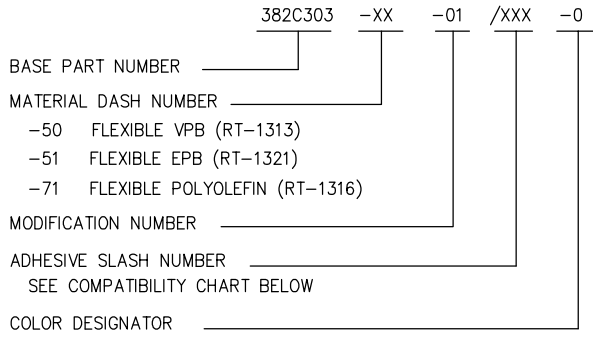 382C303 -XX -01 /XXX -0
BASE PART NUMBER
MATERIAL DASH NUMBER
-50 FLEXIBLE VPB (RT-1313)
-51 FLEXIBLE EPB (RT-1321)
-71 FLEXIBLE POLYOLEFIN (RT-1316)
MODIFICATION NUMBER
ADHESIVE SLASH NUMBER
SEE COMPATIBILITY CHART BELOW
COLOR DESIGNATOR